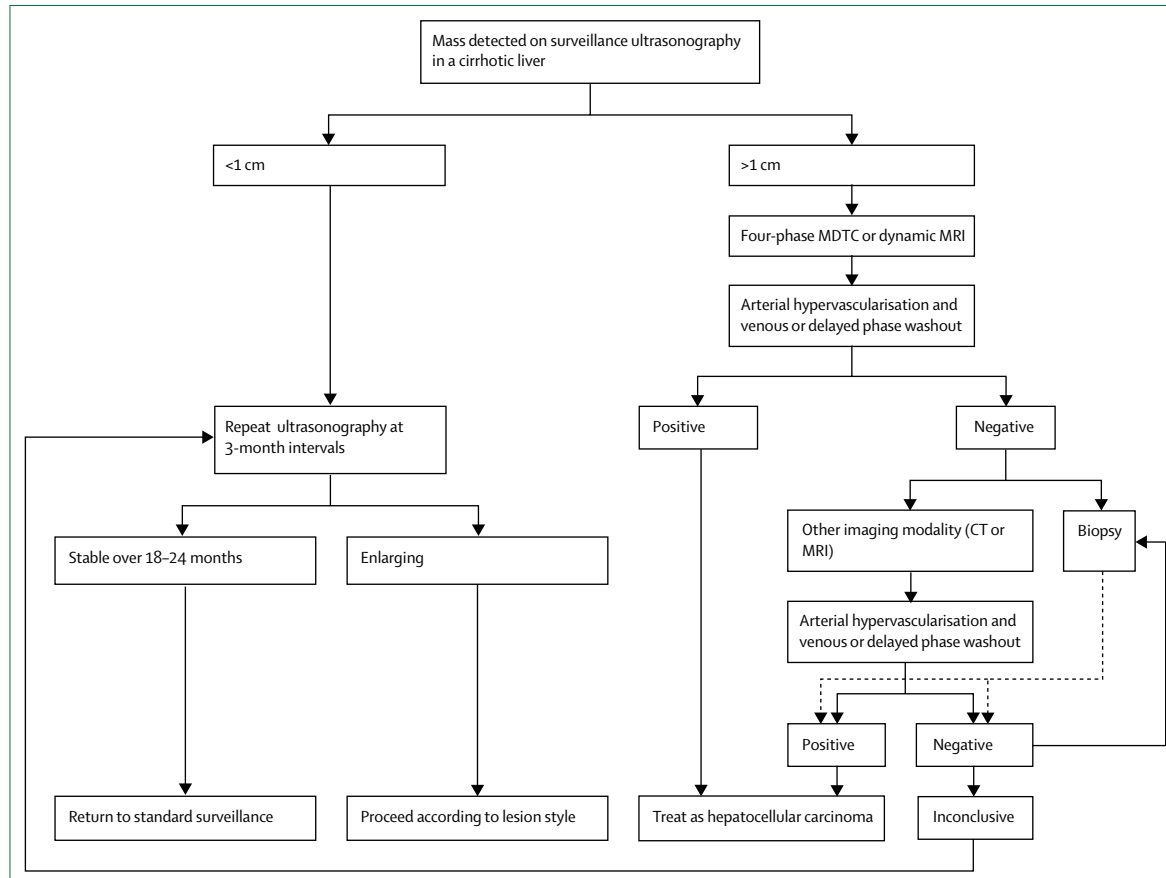 Mass detected on surveillance ultrasonography
in a cirrhotic liver
<1 cm
>1 cm
Four-phase MDTC or dynamic MRI
Arterial hypervascularisation and
venous or delayed phase washout
Positive
Negative
Repeat ultrasonography at
3-month intervals
Other imaging modality (CT or
MRI)
Biopsy
Stable over 18–24 months
Enlarging
Arterial hypervascularisation and
venous or delayed phase washout
Positive
Negative
Return to standard surveillance
Proceed according to lesion style
Treat as hepatocellular carcinoma
Inconclusive